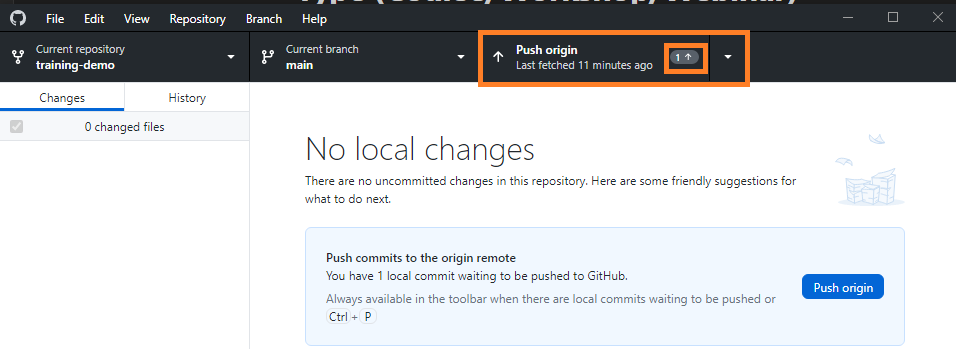 Type (Course/Workshop/Webinar)
File Edit View Repository Branch Help
Current repository
training-demo
Current branch
main
Push origin
Last fetched 11 minutes ago
1
Changes
History
0 changed files
No local changes
There are no uncommitted changes in this repository. Here are some friendly suggestions for
what to do next.
Push commits to the origin remote
You have 1 local commit waiting to be pushed to GitHub.
Always available in the toolbar when there are local commits waiting to be pushed or
Ctrl + P
Push origin